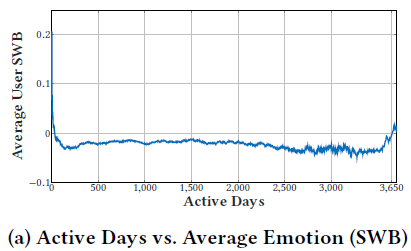 0.2
0.1
0
−0.1
Average User SWB
0 500 1,000 1,500 2,000 2,500 3,000 3,650
Active Days
(a) Active Days vs. Average Emotion (SWB)